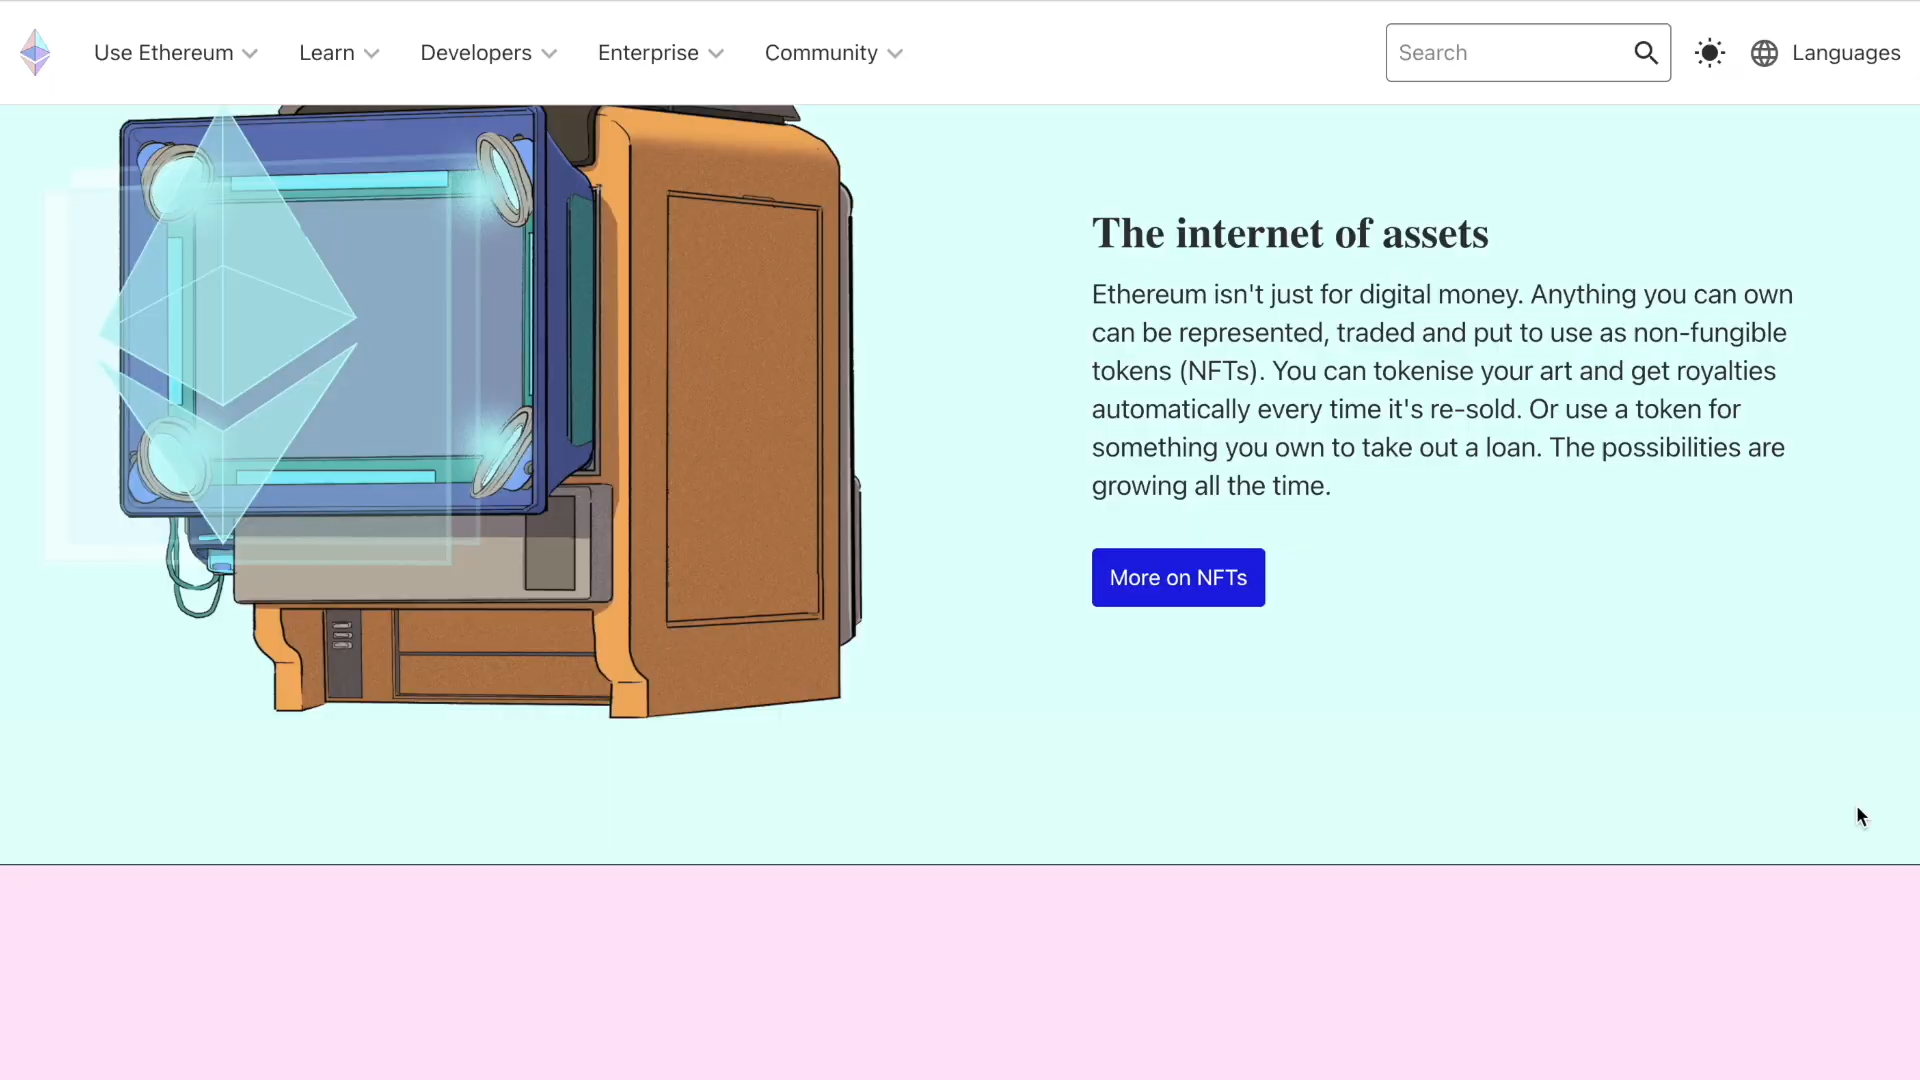 Use Ethereum Learn Developers Enterprise Community Search Languages
The internet of assets
Ethereum isn't just for digital money. Anything you can own
can be represented, traded and put to use as non-fungible
tokens (NFTs). You can tokenise your art and get royalties
automatically every time it's re-sold. Or use a token for
something you own to take out a loan. The possibilities are
growing all the time.
More on NFTs